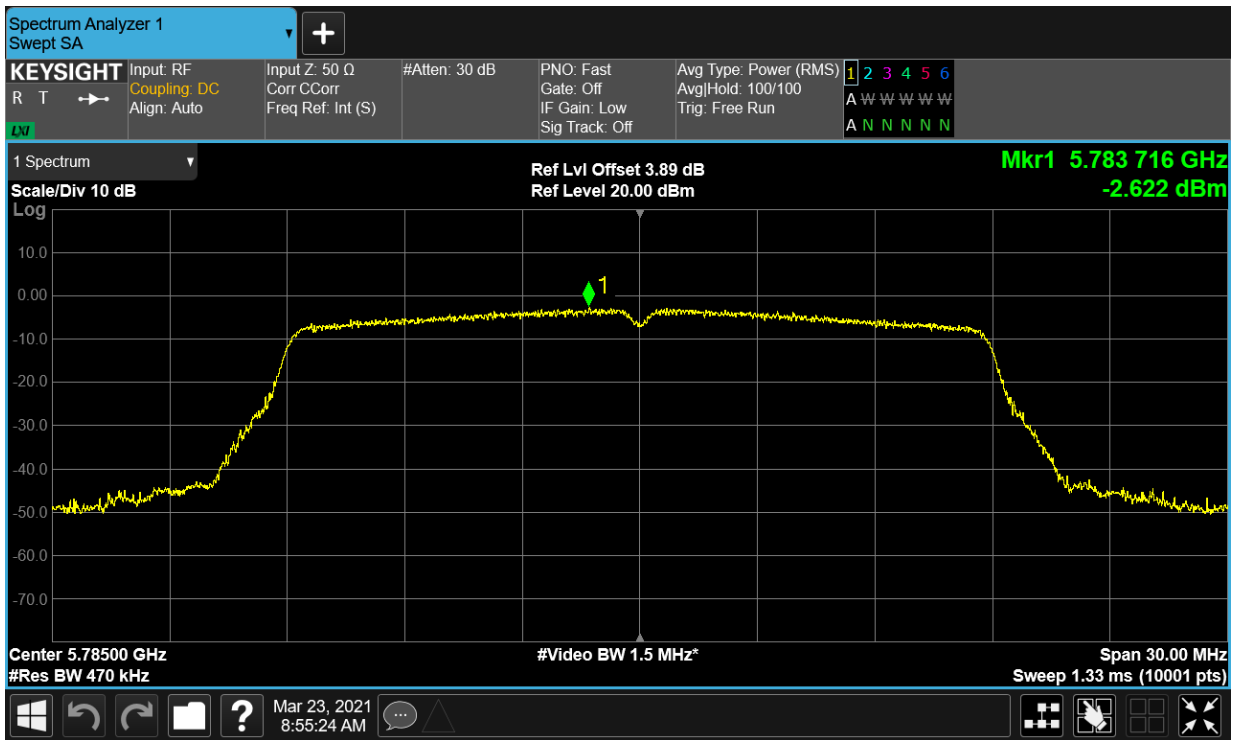 Spectrum Analyzer 1
Swept SA
+
KEYSIGHT
R T
LXI
Input: RF
Coupling: DC
Align: Auto
Input Z: 50 Ω
Corr CCorr
Freq Ref: Int (S)
#Atten: 30 dB
PNO: Fast
Gate: Off
IF Gain: Low
Sig Track: Off
Avg Type: Power (RMS)
Avg|Hold: 100/100
Trig: Free Run
1 2 3 4 5 6
A W W W W W
A N N N N N
1 Spectrum
Scale/Div 10 dB
Log
Ref Lvl Offset 3.89 dB
Ref Level 20.00 dBm
Mkr1 5.783 716 GHz
-2.622 dBm
10.0
0.00
-10.0
-20.0
-30.0
-40.0
-50.0
-60.0
-70.0
1
Center 5.78500 GHz
#Res BW 470 kHz
#Video BW 1.5 MHz*
Span 30.00 MHz
Sweep 1.33 ms (10001 pts)
?
Mar 23, 2021
8:55:24 AM